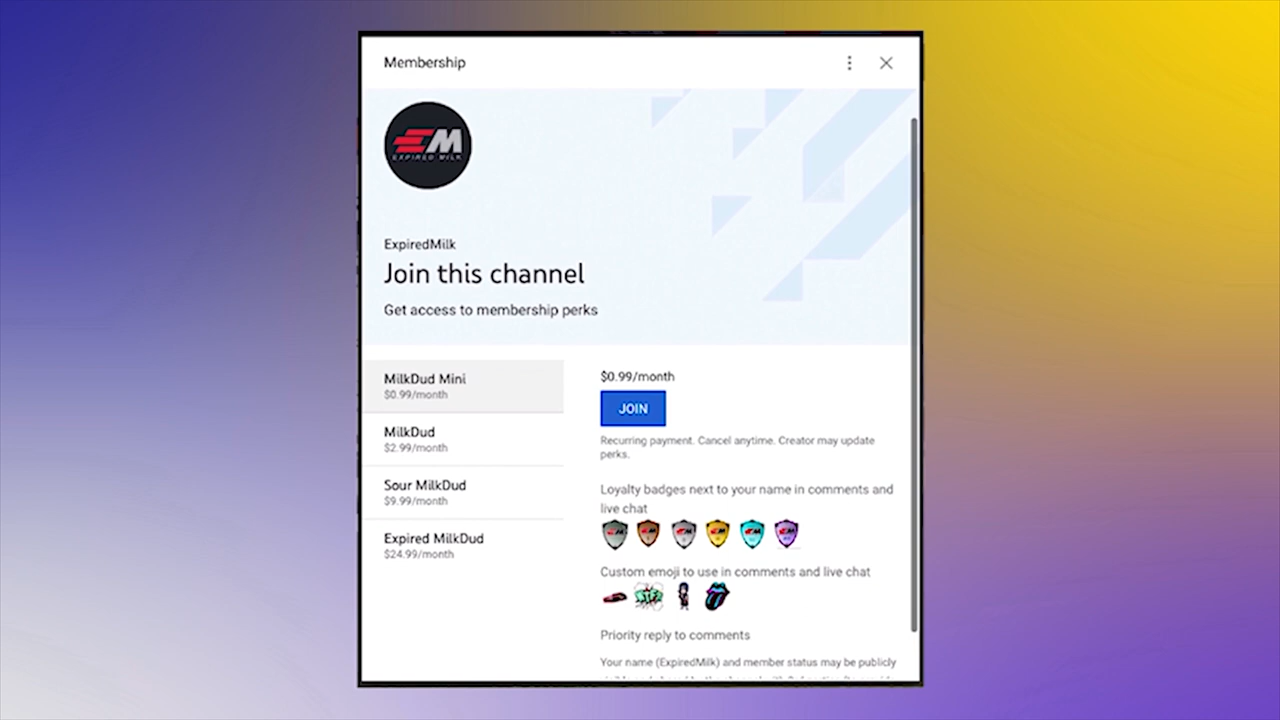 Membership
EM
EXPIRED MILK
ExpiredMilk
Join this channel
Get access to membership perks
MilkDud Mini
$0.99/month
MilkDud
$2.99/month
Sour MilkDud
$9.99/month
Expired MilkDud
$24.99/month
$0.99/month
JOIN
Recurring payment. Cancel anytime. Creator may update
perks.
Loyalty badges next to your name in comments and
live chat
Custom emoji to use in comments and live chat
Priority reply to comments
Your name (ExpiredMilk) and member status may be publicly